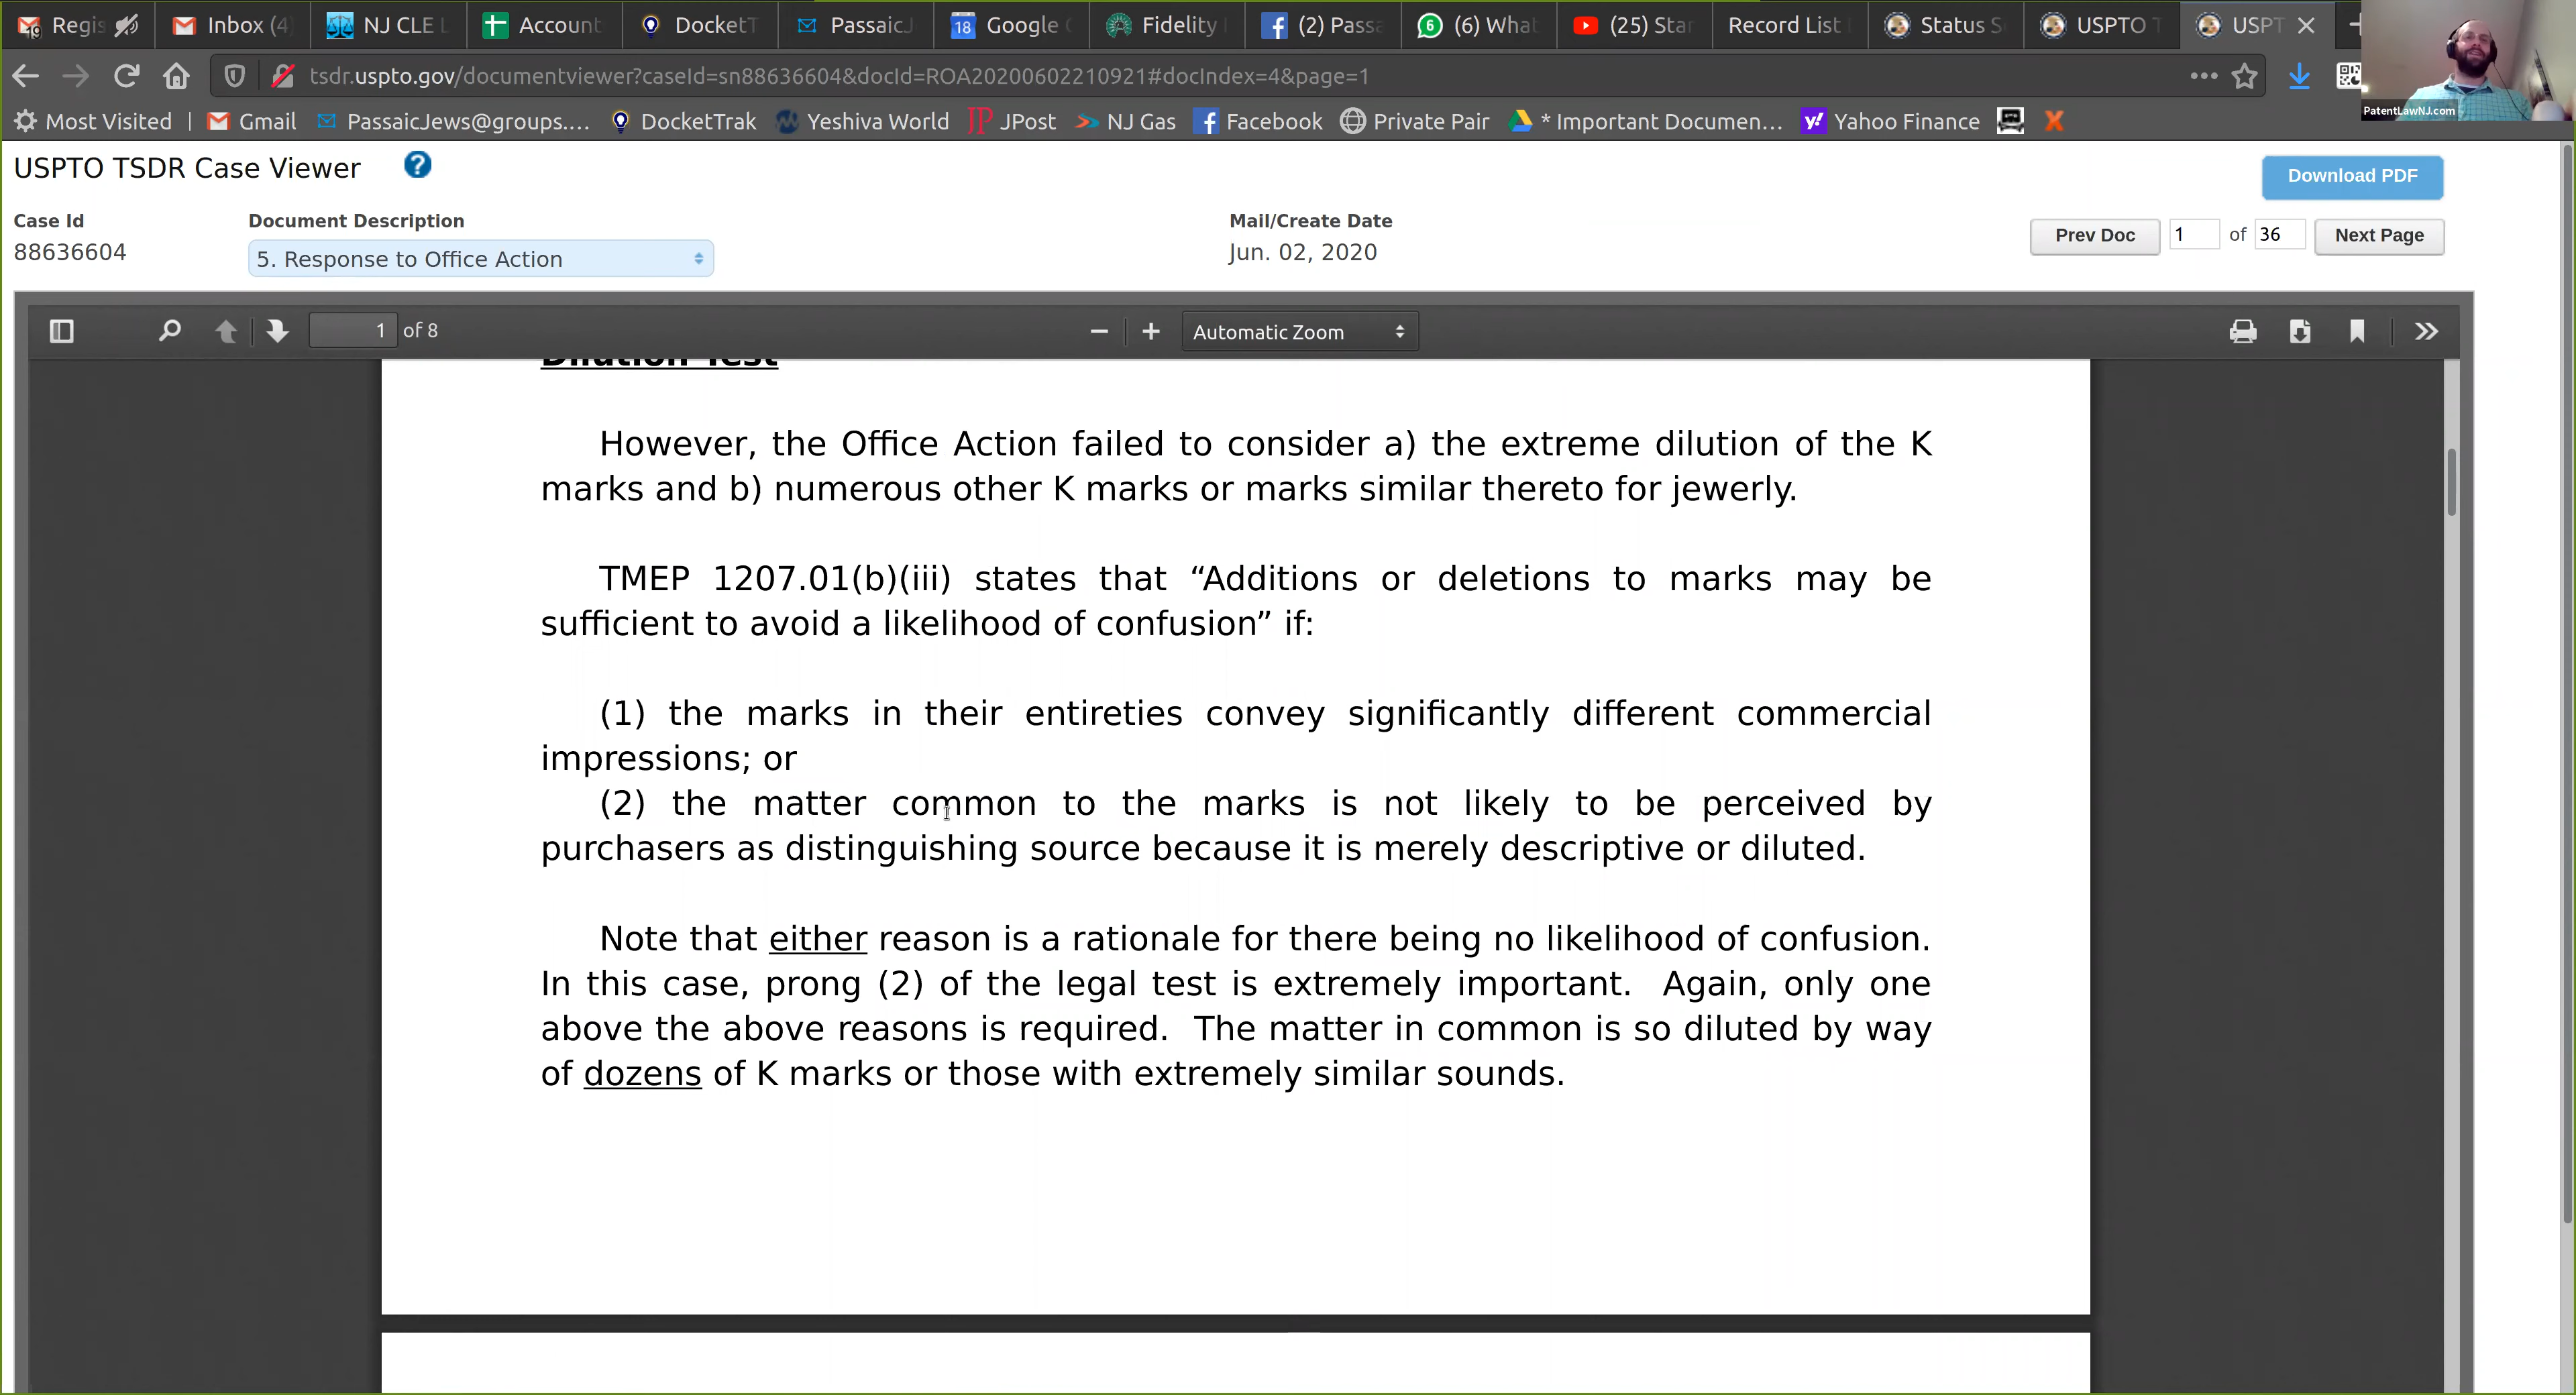 Regis
Inbox (4)
NJ CLE
Account
DocketT
PassaicJ
18 Google
Fidelity
(2) Passa
6 (6) What
(25) Star
Record List
Status S
USPTO T
USPT
tsdr.uspto.gov/documentviewer?caseId=sn88636604&docId=ROA20200602210921#docIndex=4&page=1
PatentLawNJ.com
Most Visited | Gmail PassaicJews@groups.... DocketTrak Yeshiva World JP JPost NJ Gas Facebook Private Pair * Important Documen... Yahoo Finance
USPTO TSDR Case Viewer ?
Download PDF
Case Id Document Description Mail/Create Date
88636604 5. Response to Office Action Jun. 02, 2020
Prev Doc 1 of 36 Next Page
1 of 8 Automatic Zoom
Dilution Test
However, the Office Action failed to consider a) the extreme dilution of the K
marks and b) numerous other K marks or marks similar thereto for jewerly.
TMEP 1207.01(b)(iii) states that “Additions or deletions to marks may be
sufficient to avoid a likelihood of confusion” if:
(1) the marks in their entireties convey significantly different commercial
impressions; or
(2) the matter common to the marks is not likely to be perceived by
purchasers as distinguishing source because it is merely descriptive or diluted.
Note that either reason is a rationale for there being no likelihood of confusion.
In this case, prong (2) of the legal test is extremely important. Again, only one
above the above reasons is required. The matter in common is so diluted by way
of dozens of K marks or those with extremely similar sounds.